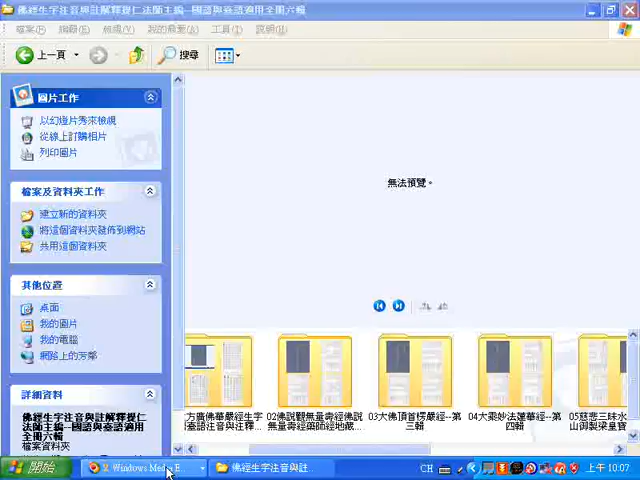 佛經生字注音與註解釋提仁法師主編--國語與臺語適用全冊六輯
檔案(F) 編輯(E) 檢視(V) 我的最愛(A) 工具(T) 說明(H)
上一頁 搜尋
圖片工作
以幻燈片秀來檢視
從線上訂購相片
列印圖片
檔案及資料夾工作
建立新的資料夾
將這個資料夾發佈到網站
共用這個資料夾
其他位置
桌面
我的圖片
我的電腦
網路上的芳鄰
詳細資料
佛經生字注音與註解釋提仁
法師主編--國語與臺語適用
全冊六輯
檔案資料夾
無法預覽。
方廣佛華嚴經生字
臺語注音與注釋...
02佛說觀無量壽經佛說
無量壽經藥師經地藏...
03大佛頂首楞嚴經--第
三輯
04大乘妙法蓮華經--第
四輯
05慈悲三昧水
山御製梁皇寶
開始 2 Windows Media E... 佛經生字注音與註... CH 上午 10:07